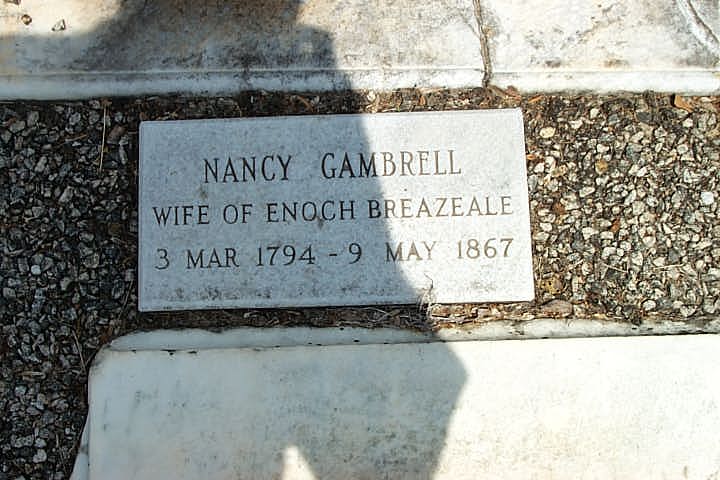 NANCY GAMBRELL
WIFE OF ENOCH BREAZEALE
3 MAR 1794 - 9 MAY 1867